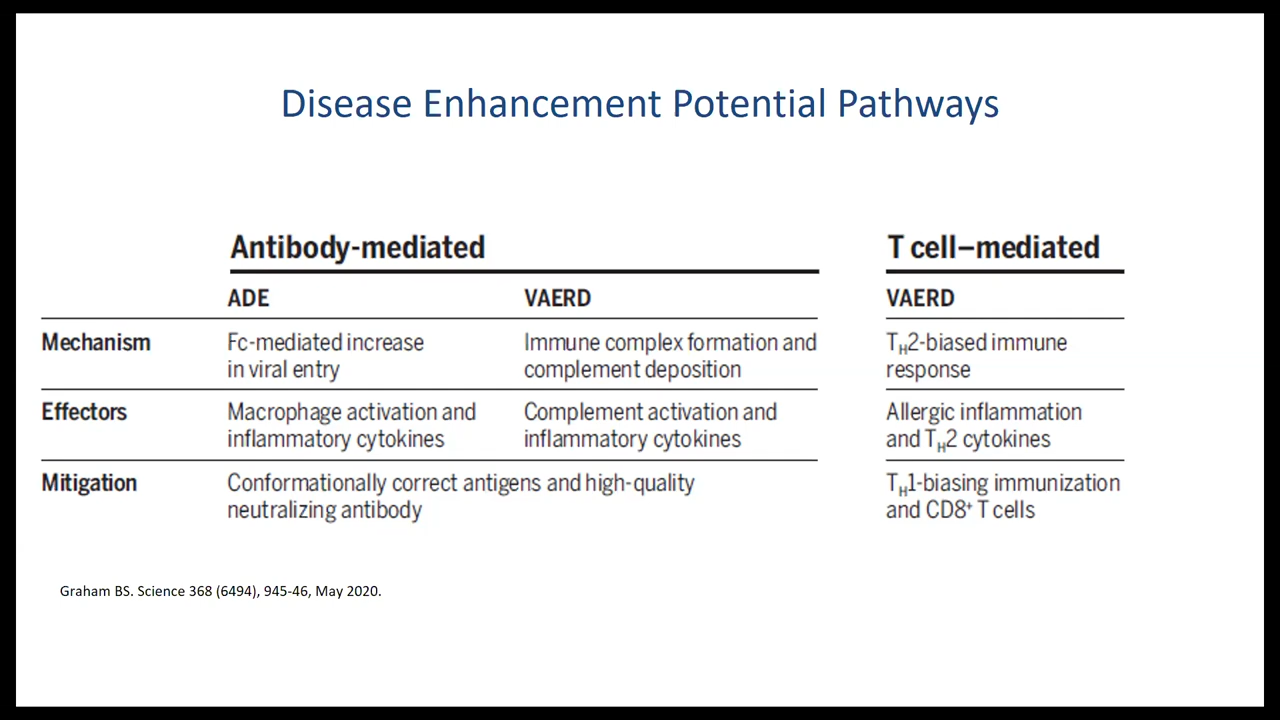 Disease Enhancement Potential Pathways
Antibody-mediated T cell–mediated
ADE VAERD VAERD
Mechanism Fc-mediated increase Immune complex formation and TH2-biased immune
in viral entry complement deposition response
Effectors Macrophage activation and Complement activation and Allergic inflammation
inflammatory cytokines inflammatory cytokines and TH2 cytokines
Mitigation Conformationally correct antigens and high-quality TH1-biasing immunization
neutralizing antibody and CD8+ T cells
Graham BS. Science 368 (6494), 945-46, May 2020.